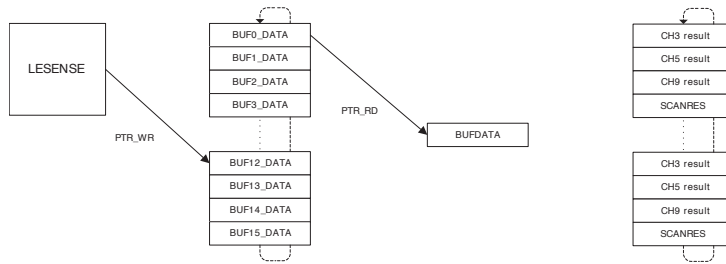 LESENSE
PTR_WR
BUF0_DATA
BUF1_DATA
BUF2_DATA
BUF3_DATA
BUF12_DATA
BUF13_DATA
BUF14_DATA
BUF15_DATA
PTR_RD
BUFDATA
CH3 result
CH5 result
CH9 result
SCANRES
CH3 result
CH5 result
CH9 result
SCANRES